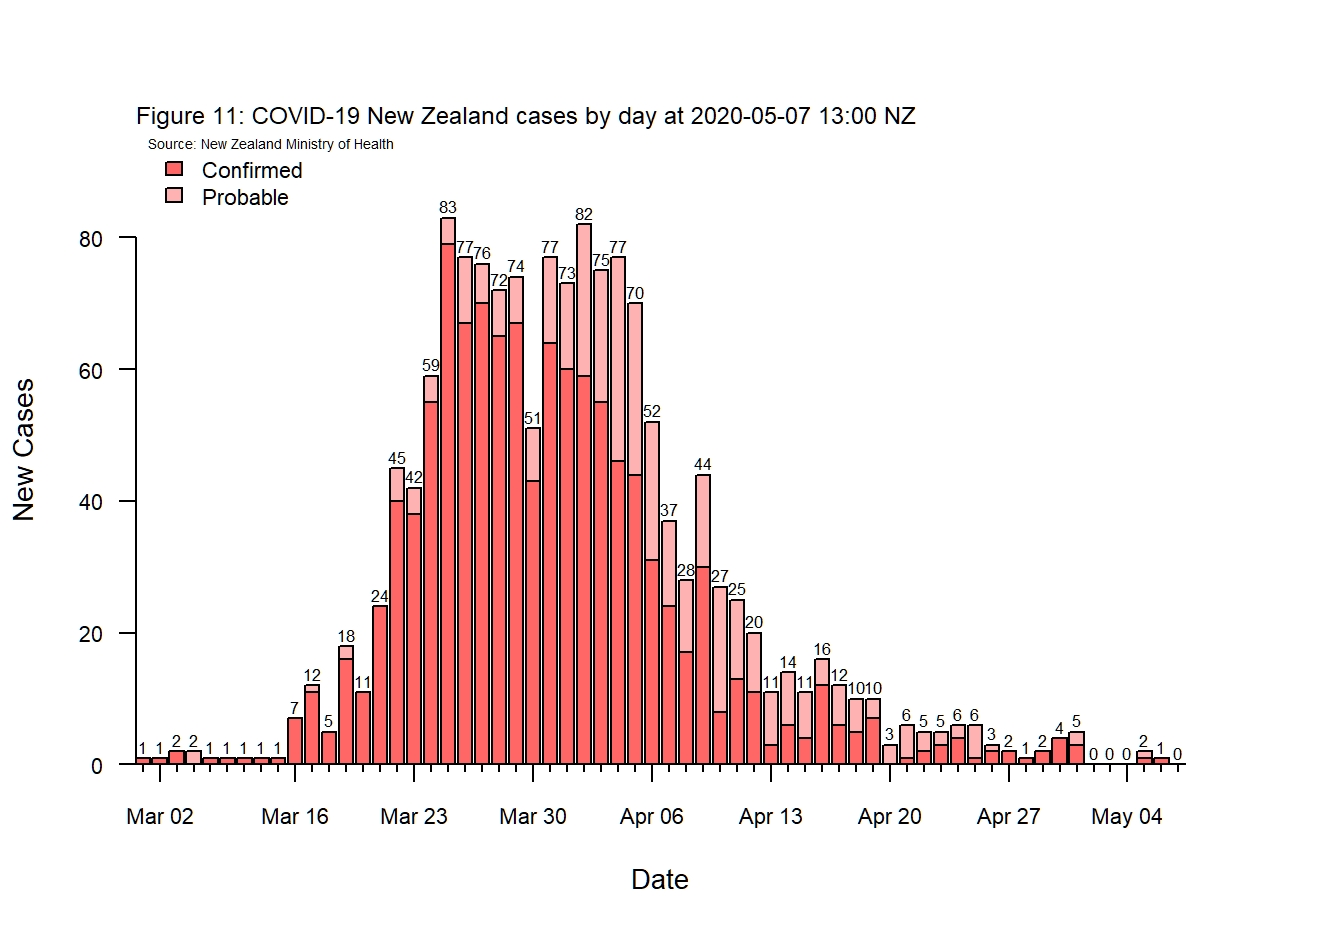 Figure 11: COVID-19 New Zealand cases by day at 2020-05-07 13:00 NZ
Source: New Zealand Ministry of Health
Confirmed
Probable
New Cases
80
60
40
20
0
1 1 2 2 1 1 1 1 1 7 12 5 18 11 24 45 42 59 83 77 76 72 74 51 77 73 82 75 77 70 52 37 28 44 27 25 20 11 14 11 16 12 10 10 3 6 5 5 6 6 3 2 1 2 4 5 0 0 0 2 1 0
Mar 02 Mar 16 Mar 23 Mar 30 Apr 06 Apr 13 Apr 20 Apr 27 May 04
Date